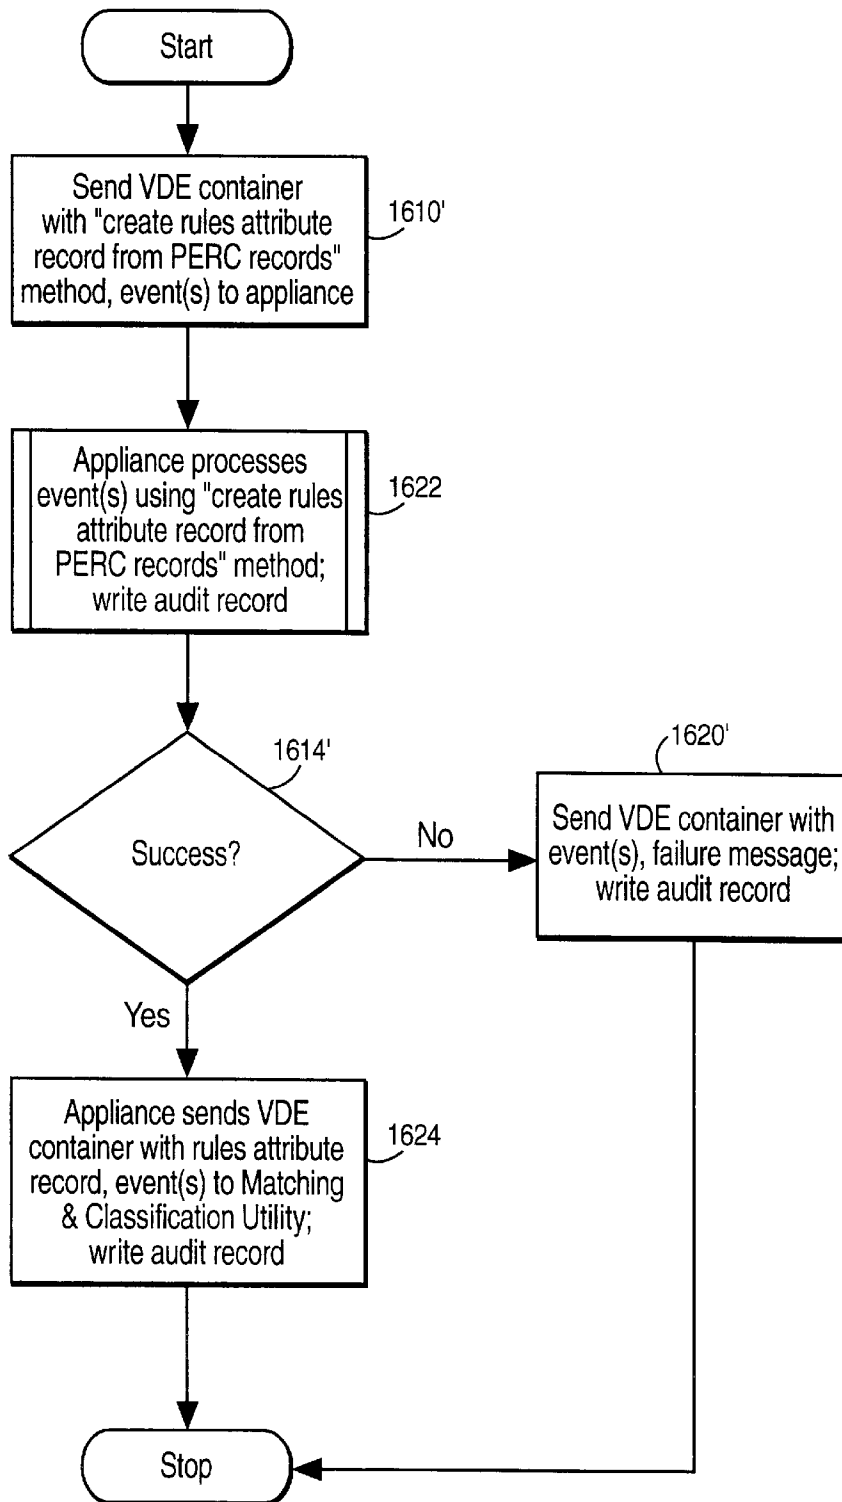 Start
Send VDE container
with "create rules attribute
record from PERC records"
method, event(s) to appliance
1610'
Appliance processes
event(s) using "create rules
attribute record from
PERC records" method;
write audit record
1622
1614'
Success?
No
1620'
Send VDE container with
event(s), failure message;
write audit record
Yes
Appliance sends VDE
container with rules attribute
record, event(s) to Matching
& Classification Utility;
write audit record
1624
Stop